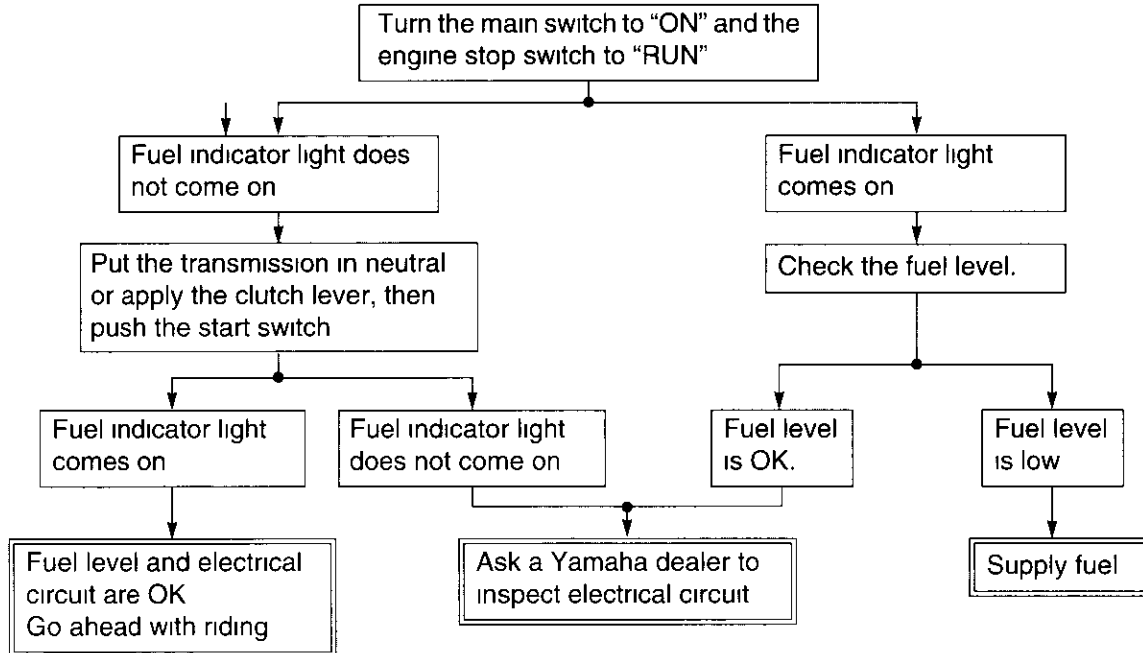 Turn the main switch to “ON” and the
engine stop switch to “RUN”
Fuel indicator light does
not come on
Fuel indicator light
comes on
Put the transmission in neutral
or apply the clutch lever, then
push the start switch
Check the fuel level.
Fuel indicator light
comes on
Fuel indicator light
does not come on
Fuel level
is OK.
Fuel level
is low
Fuel level and electrical
circuit are OK
Go ahead with riding
Ask a Yamaha dealer to
inspect electrical circuit
Supply fuel